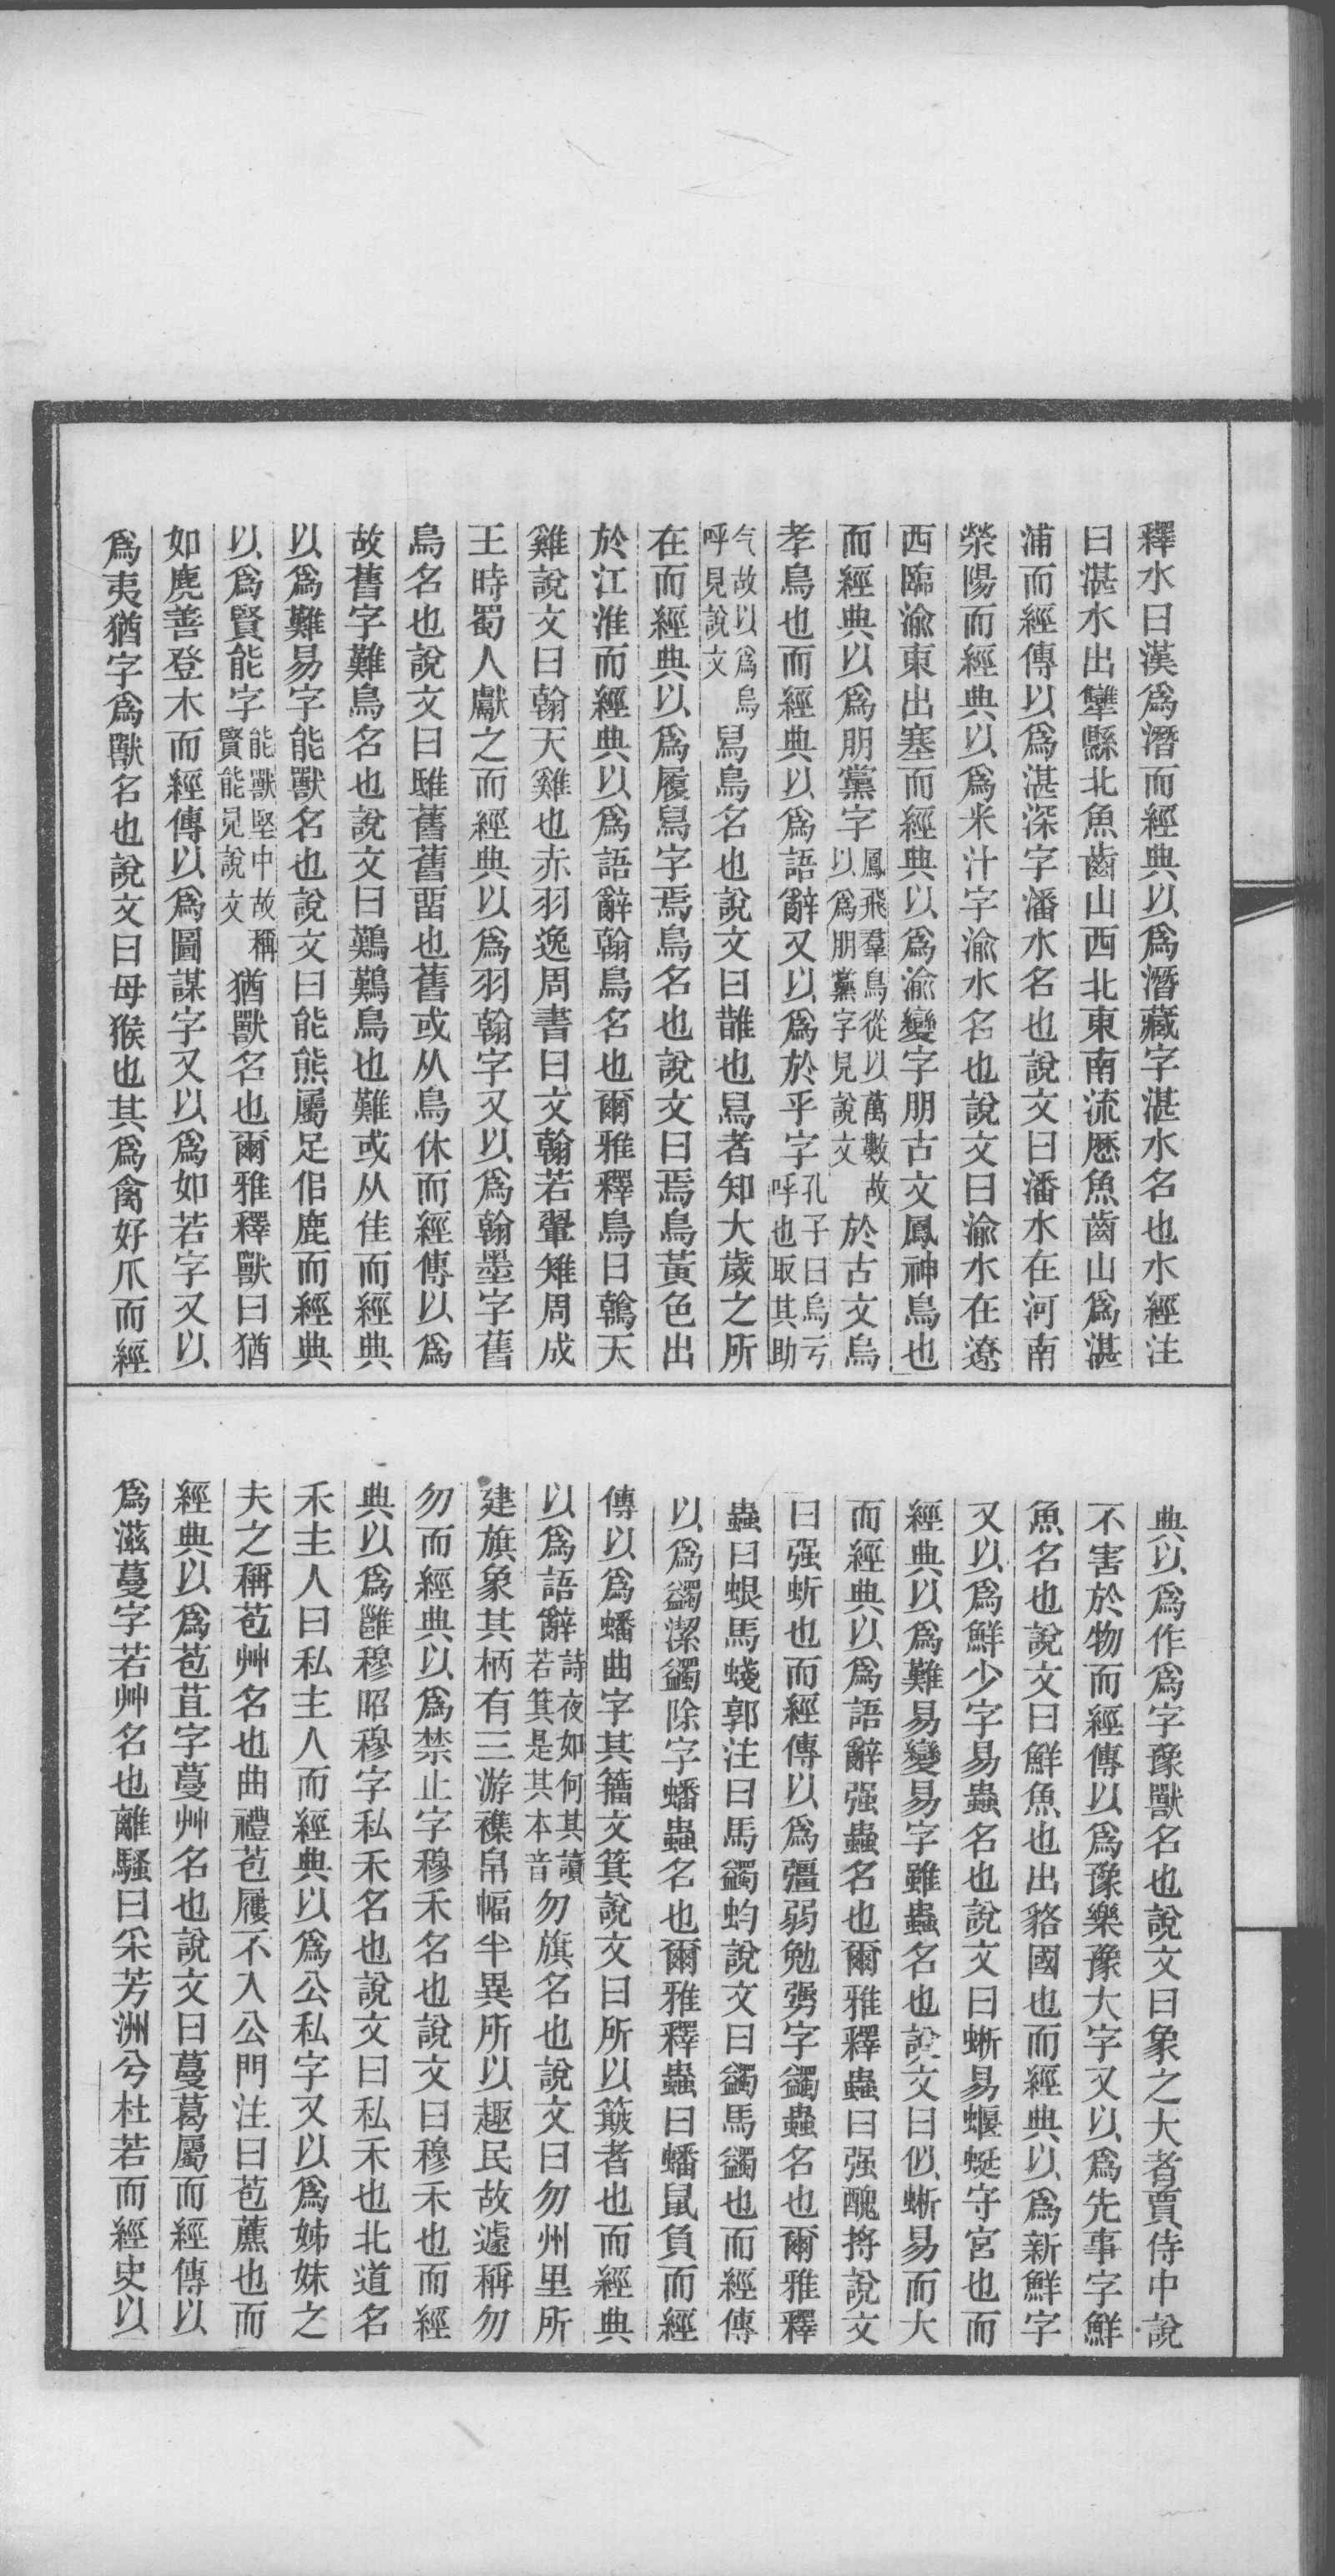 釋水曰漢爲潛而經典以爲潛藏字湛水名也水經注
曰湛水出犨縣北魚齒山西北東南流歷魚齒山爲湛
浦而經傳以爲湛深字潘水名也說文曰潘水在河南
滎陽而經典以爲米汁字渝水名也說文曰渝水在遼
西臨渝東出塞而經典以爲渝變字朋古文鳳神鳥也
而經典以爲朋黨字鳳飛羣鳥從以萬數故以爲朋黨字見說文於古文烏
孝鳥也而經典以爲語辭又以爲於乎字孔子曰烏亏呼也取其助
气故以爲烏呼見說文舄鳥名也說文曰誰也舄者知大歲之所
在而經典以爲履舄字焉鳥名也說文曰焉鳥黃色出
於江淮而經典以爲語辭翰鳥名也爾雅釋鳥曰鶾天
雞說文曰翰天雞也赤羽逸周書曰文翰若翬雉周成
王時蜀人獻之而經典以爲羽翰字又以爲翰墨字舊
鳥名也說文曰雖舊舊畱也舊或从鳥休而經傳以爲
故舊字難鳥名也說文曰鷬鷬鳥也難或从隹而經典
以爲難易字能獸名也說文曰能熊屬足佀鹿而經典
以爲賢能字能獸堅中故稱賢能見說文猶獸名也爾雅釋獸曰猶
如麂善登木而經傳以爲圖謀字又以爲如若字又以
爲夷猶字爲獸名也說文曰母猴也其爲禽好爪而經
典以爲作爲字豫獸名也說文曰象之大者賈侍中說
不害於物而經傳以爲豫樂豫大字又以爲先事字鮮
魚名也說文曰鮮魚也出貉國也而經典以爲新鮮字
又以爲鮮少字易蟲名也說文曰蜥易蝘蜓守宮也而
經典以爲難易變易字雖蟲名也說文曰似蜥易而大
而經典以爲語辭强蟲名也爾雅釋蟲曰强醜捋說文
曰强蚚也而經傳以爲彊弱勉勥字蠲蟲名也爾雅釋
蟲曰蛝馬蝬郭注曰馬蠲蚐說文曰蠲馬蠲也而經傳
以爲蠲潔蠲除字蟠蟲名也爾雅釋蟲曰蟠鼠負而經
傳以爲蟠曲字其籀文箕說文曰所以簸者也而經典
以爲語辭詩夜如何其讀若箕是其本音勿旗名也說文曰勿州里所
建旗象其柄有三游襍帛幅半異所以趣民故遽稱勿
勿而經典以爲禁止字穆禾名也說文曰穆禾也而經
典以爲雝穆昭穆字私禾名也說文曰私禾也北道名
禾主人曰私主人而經典以爲公私字又以爲姊妹之
夫之稱苞艸名也曲禮苞屨不入公門注曰苞藨也而
經典以爲苞苴字蔓艸名也說文曰蔓葛屬而經傳以
爲滋蔓字若艸名也離騷曰采芳洲兮杜若而經史以